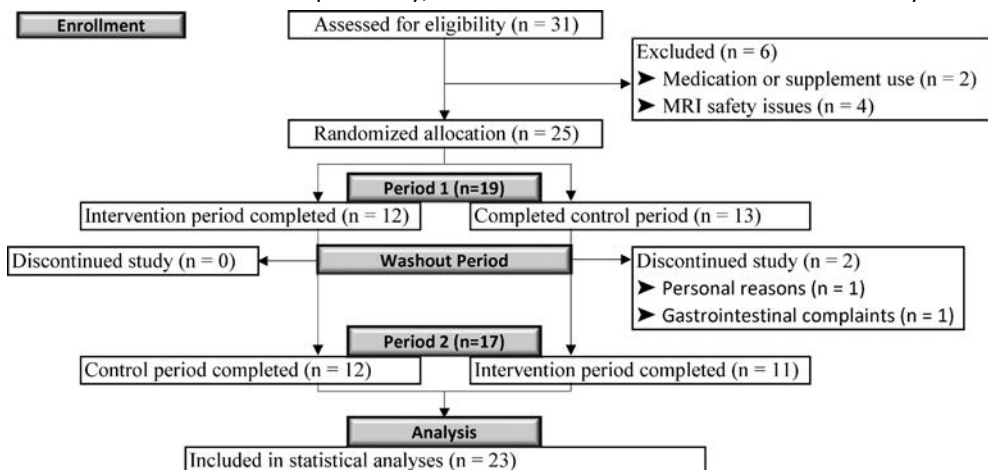 Enrollment
Assessed for eligibility (n = 31)
Excluded (n = 6)
➤ Medication or supplement use (n = 2)
➤ MRI safety issues (n = 4)
Randomized allocation (n = 25)
Period 1 (n=19)
Intervention period completed (n = 12)
Completed control period (n = 13)
Discontinued study (n = 0)
Washout Period
Discontinued study (n = 2)
➤ Personal reasons (n = 1)
➤ Gastrointestinal complaints (n = 1)
Period 2 (n=17)
Control period completed (n = 12)
Intervention period completed (n = 11)
Analysis
Included in statistical analyses (n = 23)